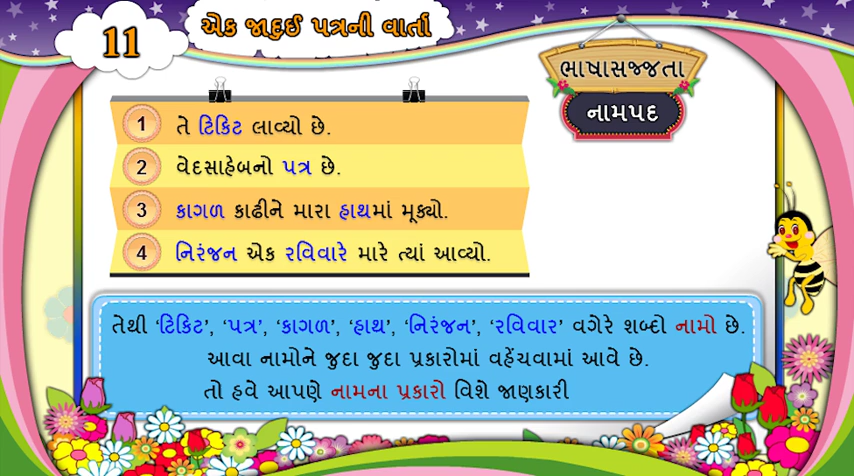 11
એક જાદુઈ પત્રની વાર્તા
ભાષાસજ્જતા
નામપદ
1 તે ટિકિટ લાવ્યો છે.
2 વેદસાહેબનો પત્ર છે.
3 કાગળ કાઢીને મારા હાથમાં મૂક્યો.
4 નિરંજન એક રવિવારે મારે ત્યાં આવ્યો.
તેથી ‘ટિકિટ’, ‘પત્ર’, ‘કાગળ’, ‘હાથ’, ‘નિરંજન’, ‘રવિવાર’ વગેરે શબ્દો નામો છે.
આવા નામોને જુદા જુદા પ્રકારોમાં વહેંચવામાં આવે છે.
તો હવે આપણે નામના પ્રકારો વિશે જાણકારી